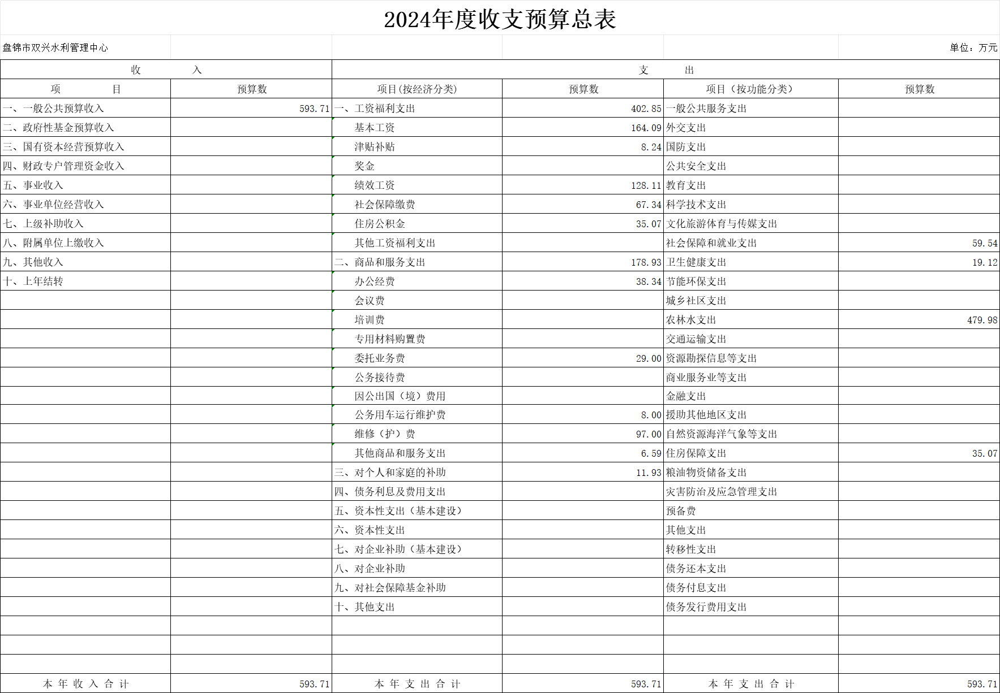 2024年度收支预算总表
盘锦市双兴水利管理中心 单位：万元
收 入 支 出
项 目 预算数 项目(按经济分类) 预算数 项目（按功能分类） 预算数
一、一般公共预算收入 593.71 一、工资福利支出 402.85 一般公共服务支出
二、政府性基金预算收入 基本工资 164.09 外交支出
三、国有资本经营预算收入 津贴补贴 8.24 国防支出
四、财政专户管理资金收入 奖金 公共安全支出
五、事业收入 绩效工资 128.11 教育支出
六、事业单位经营收入 社会保障缴费 67.34 科学技术支出
七、上级补助收入 住房公积金 35.07 文化旅游体育与传媒支出
八、附属单位上缴收入 其他工资福利支出 社会保障和就业支出 59.54
九、其他收入 二、商品和服务支出 178.93 卫生健康支出 19.12
十、上年结转 办公经费 38.34 节能环保支出
会议费 城乡社区支出
培训费 农林水支出 479.98
专用材料购置费 交通运输支出
委托业务费 29.00 资源勘探信息等支出
公务接待费 商业服务业等支出
因公出国（境）费用 金融支出
公务用车运行维护费 8.00 援助其他地区支出
维修（护）费 97.00 自然资源海洋气象等支出
其他商品和服务支出 6.59 住房保障支出 35.07
三、对个人和家庭的补助 11.93 粮油物资储备支出
四、债务利息及费用支出 灾害防治及应急管理支出
五、资本性支出（基本建设） 预备费
六、资本性支出 其他支出
七、对企业补助（基本建设） 转移性支出
八、对企业补助 债务还本支出
九、对社会保障基金补助 债务付息支出
十、其他支出 债务发行费用支出
本 年 收 入 合 计 593.71 本 年 支 出 合 计 593.71 本 年 支 出 合 计 593.71